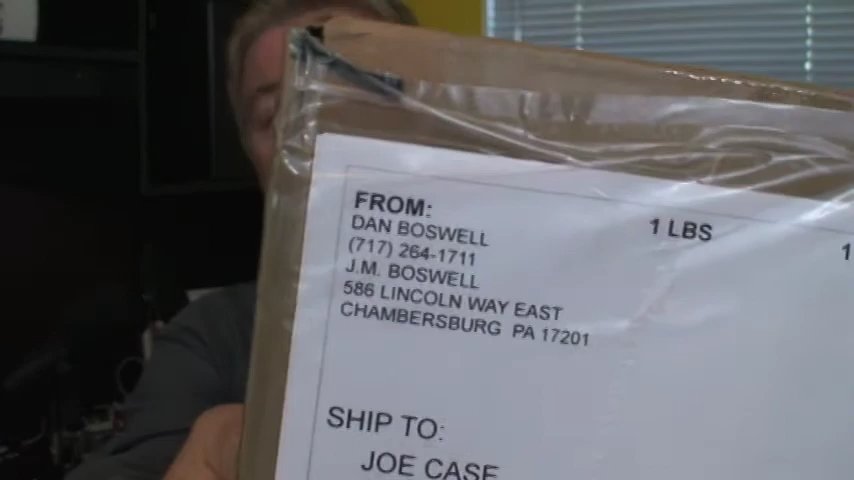 FROM:
DAN BOSWELL
(717) 264-1711
J.M. BOSWELL
586 LINCOLN WAY EAST
CHAMBERSBURG PA 17201
1 LBS
1
SHIP TO:
JOE CASE